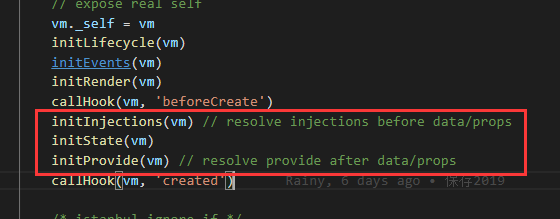 // expose real self
vm._self = vm
initLifecycle(vm)
initEvents(vm)
initRender(vm)
callHook(vm, 'beforeCreate')
initInjections(vm) // resolve injections before data/props
initState(vm)
initProvide(vm) // resolve provide after data/props
callHook(vm, 'created') Rainy, 6 days ago • 保存2019
/* istanbul ignore if */